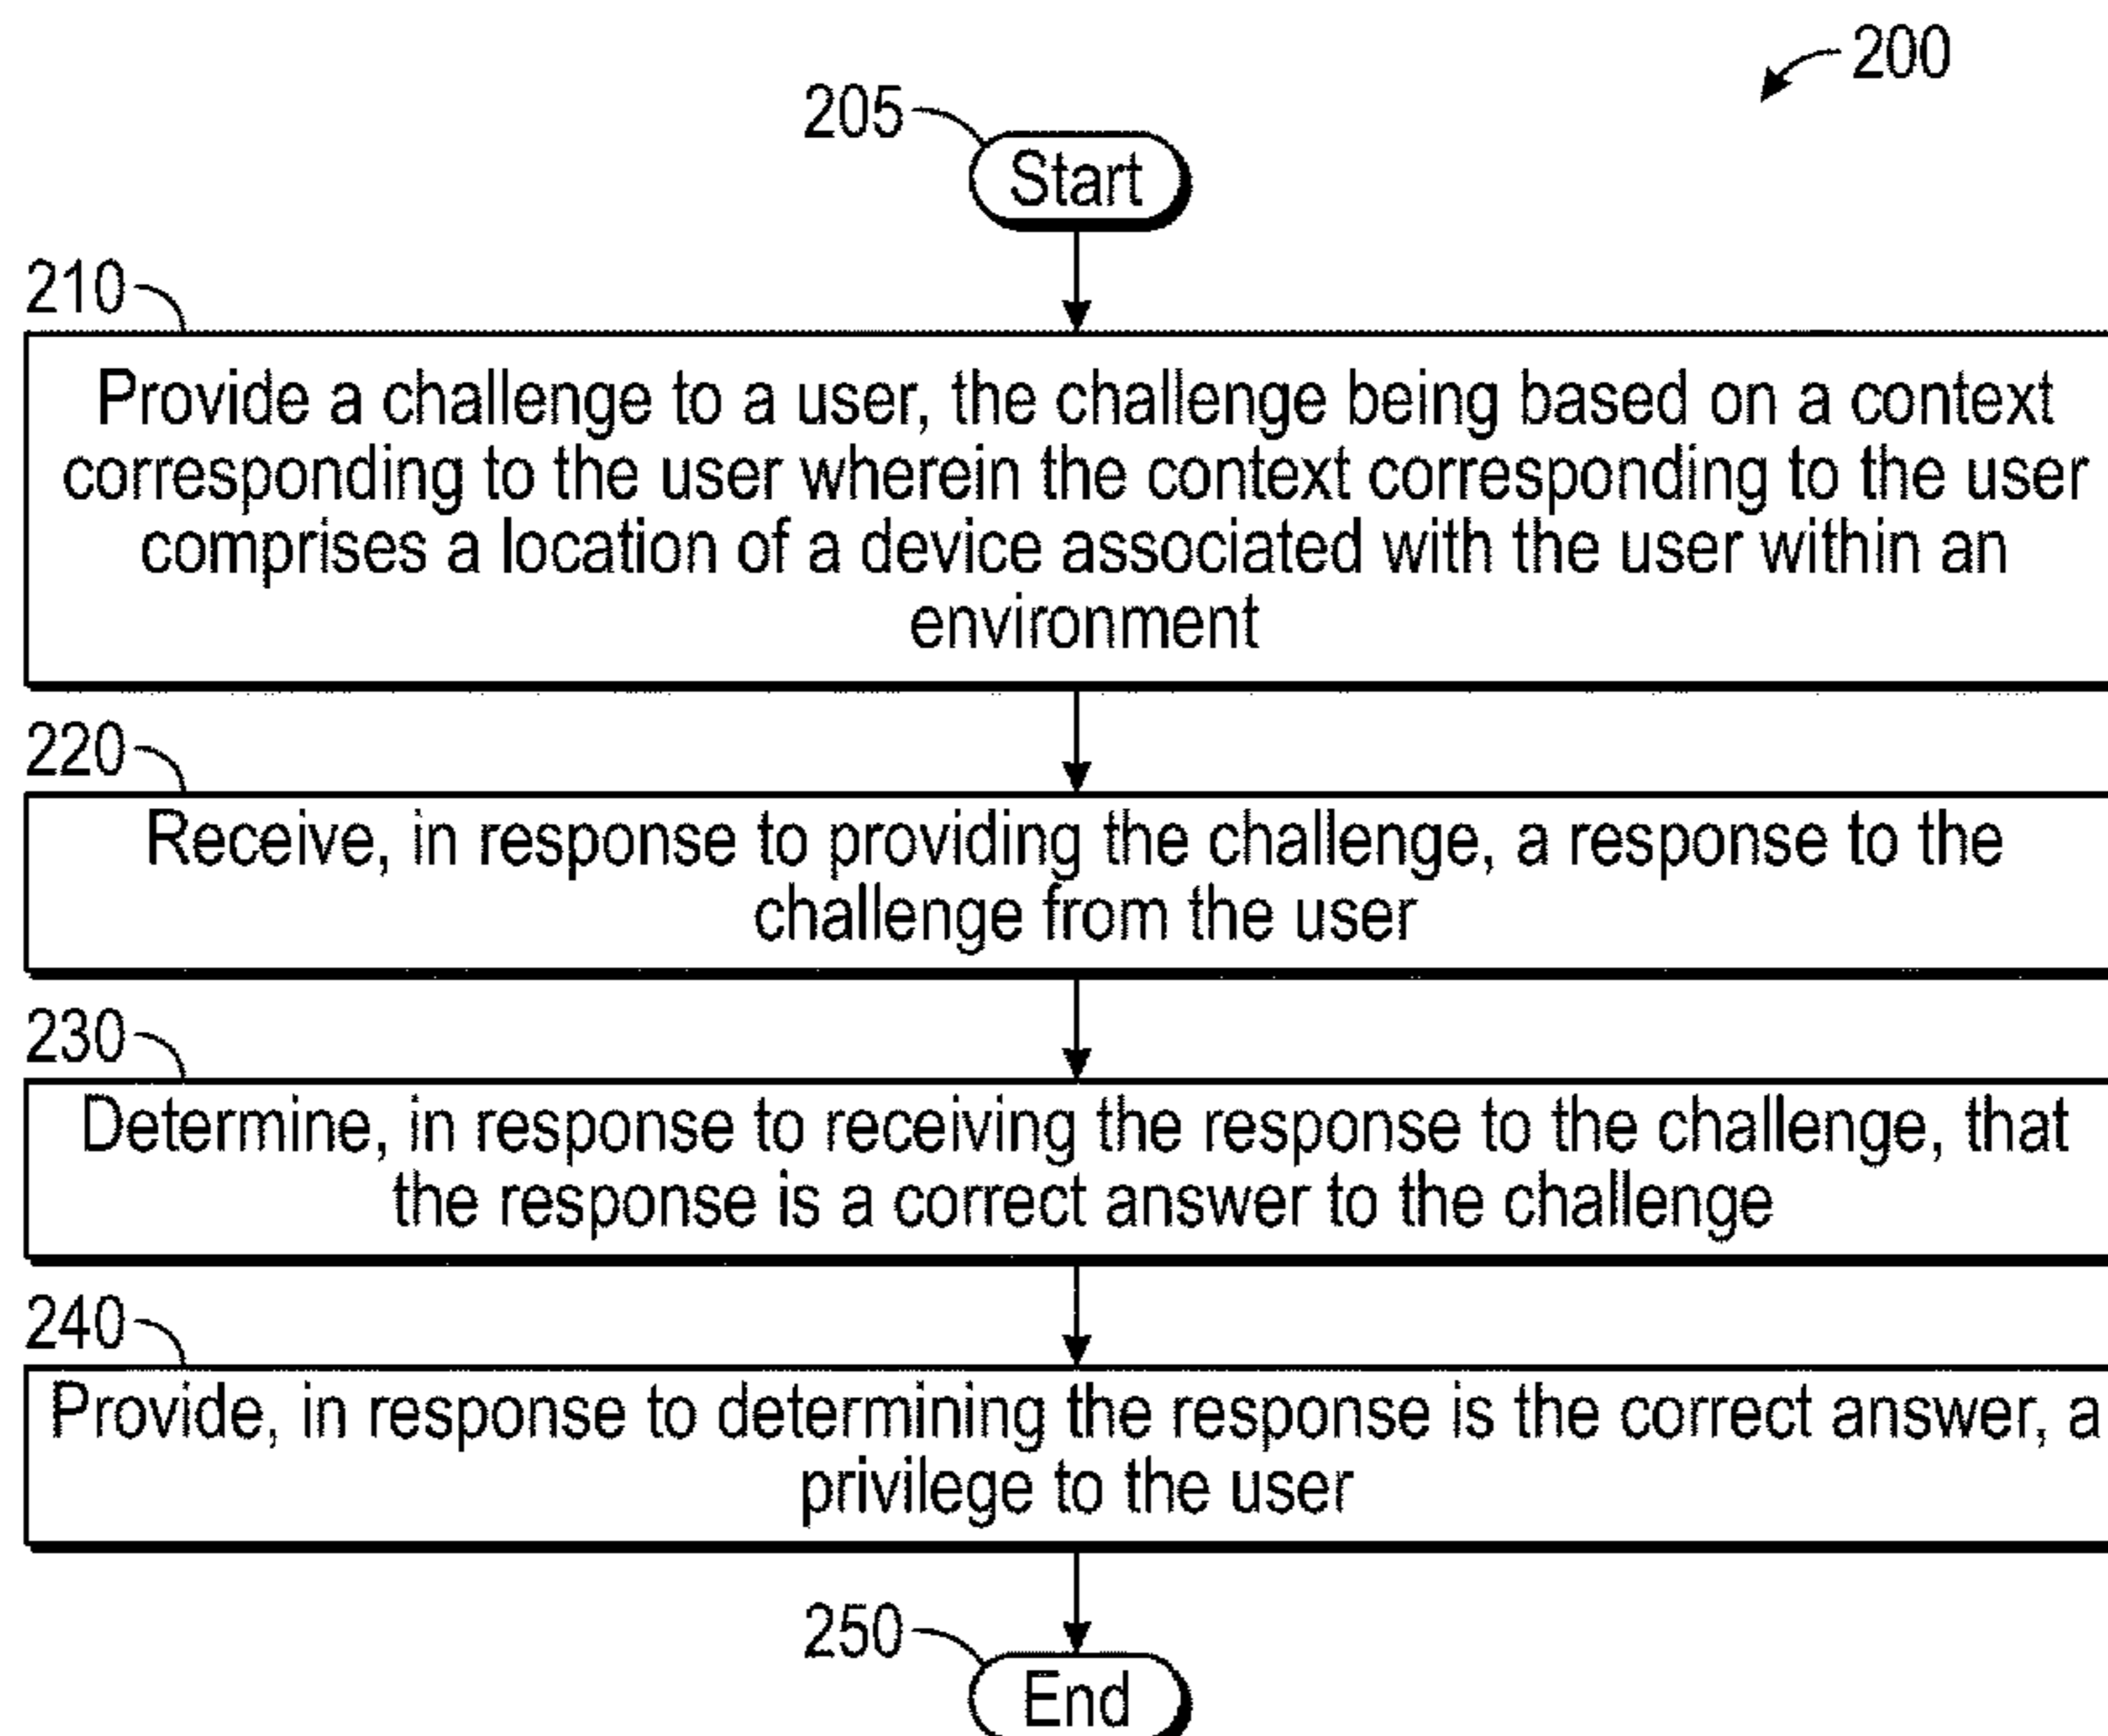 200
205
Start
210
Provide a challenge to a user, the challenge being based on a context
corresponding to the user wherein the context corresponding to the user
comprises a location of a device associated with the user within an
environment
220
Receive, in response to providing the challenge, a response to the
challenge from the user
230
Determine, in response to receiving the response to the challenge, that
the response is a correct answer to the challenge
240
Provide, in response to determining the response is the correct answer, a
privilege to the user
250
End